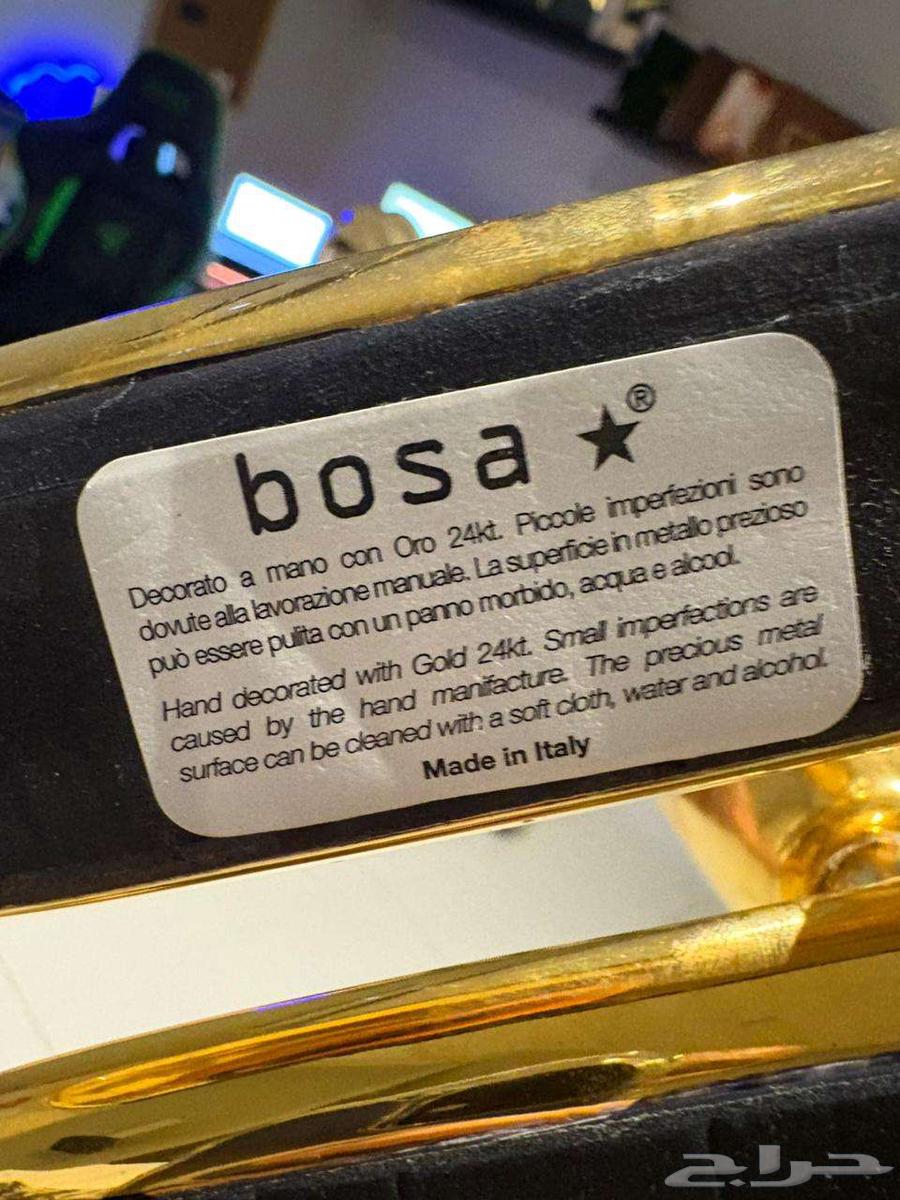 bosa ★®
Decorato a mano con Oro 24kt. Piccole imperfezioni sono
dovute alla lavorazione manuale. La superficie in metallo prezioso
può essere pulita con un panno morbido, acqua e alcool.
Hand decorated with Gold 24kt. Small imperfections are
caused by the hand manifacture. The precious metal
surface can be cleaned with a soft cloth, water and alcohol.
Made in Italy
حراج